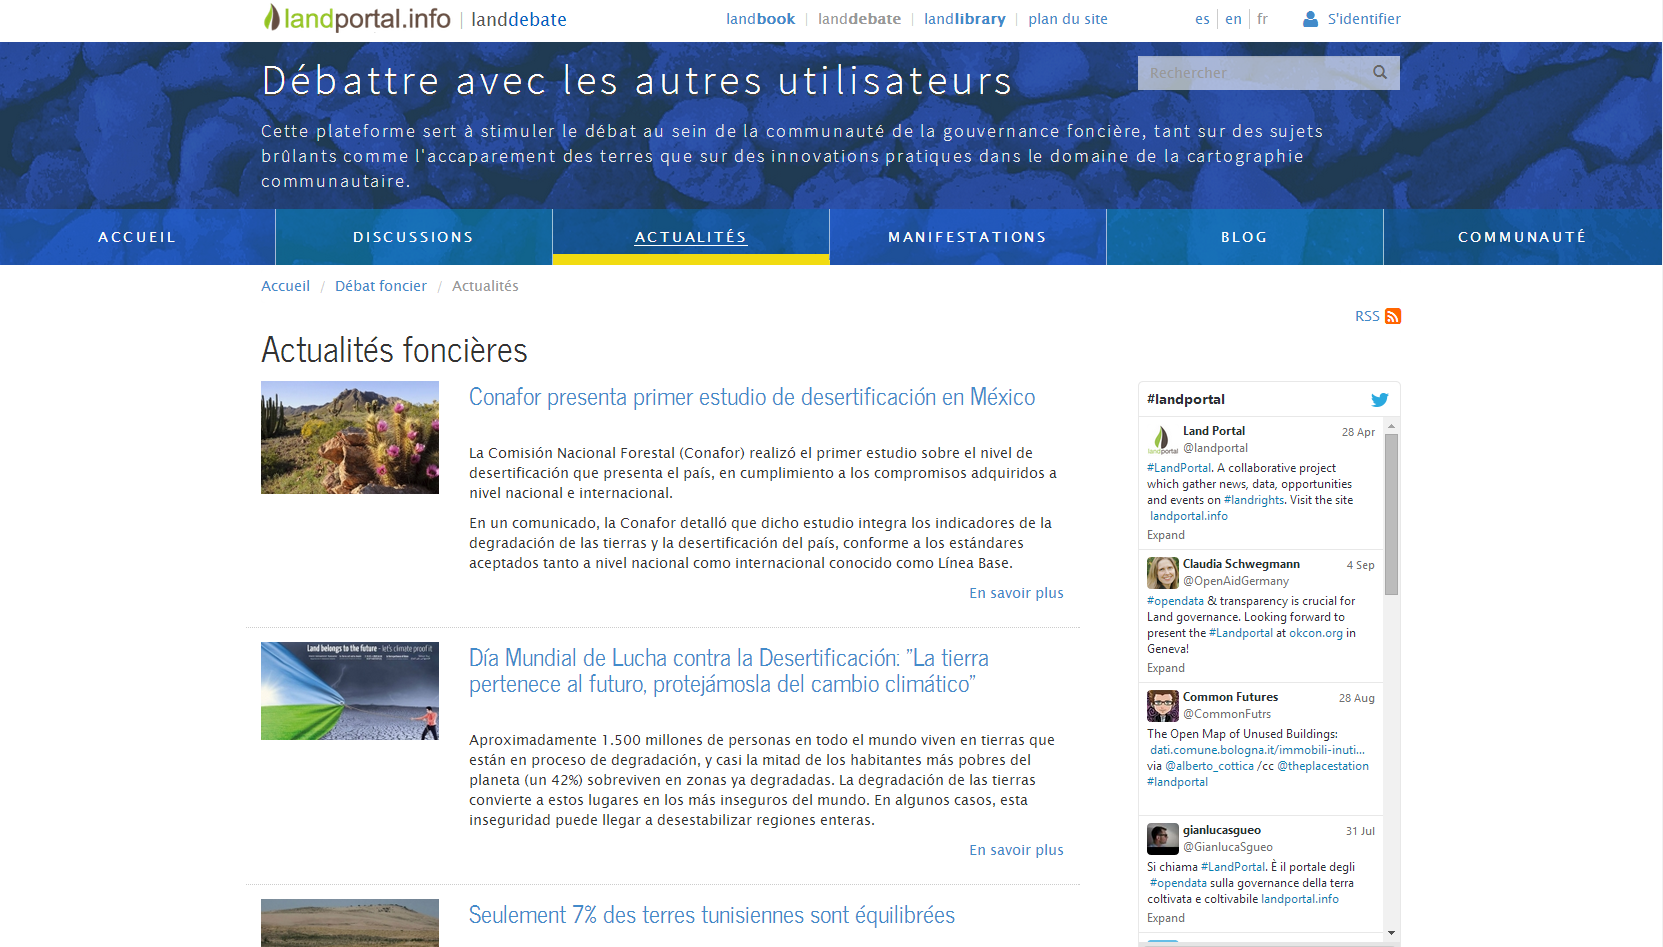 landportal.info | landdebate
landbook | landdebate | landlibrary | plan du site
es | en | fr
S'identifier
Débattre avec les autres utilisateurs
Rechercher
Cette plateforme sert à stimuler le débat au sein de la communauté de la gouvernance foncière, tant sur des sujets
brûlants comme l'accaparement des terres que sur des innovations pratiques dans le domaine de la cartographie
communautaire.
ACCUEIL
DISCUSSIONS
ACTUALITÉS
MANIFESTATIONS
BLOG
COMMUNAUTÉ
Accueil / Débat foncier / Actualités
RSS
Actualités foncières
Conafor presenta primer estudio de desertificación en México
La Comisión Nacional Forestal (Conafor) realizó el primer estudio sobre el nivel de
desertificación que presenta el país, en cumplimiento a los compromisos adquiridos a
nivel nacional e internacional.
En un comunicado, la Conafor detalló que dicho estudio integra los indicadores de la
degradación de las tierras y la desertificación del país, conforme a los estándares
aceptados tanto a nivel nacional como internacional conocido como Línea Base.
En savoir plus
Land belongs to the future - let's climate proof it
Día Mundial de Lucha contra la Desertificación: "La tierra
pertenece al futuro, protejámosla del cambio climático"
Aproximadamente 1.500 millones de personas en todo el mundo viven en tierras que
están en proceso de degradación, y casi la mitad de los habitantes más pobres del
planeta (un 42%) sobreviven en zonas ya degradadas. La degradación de las tierras
convierte a estos lugares en los más inseguros del mundo. En algunos casos, esta
inseguridad puede llegar a desestabilizar regiones enteras.
En savoir plus
Seulement 7% des terres tunisiennes sont équilibrées
#landportal
Land Portal
28 Apr
@landportal
#LandPortal. A collaborative project
which gather news, data, opportunities
and events on #landrights. Visit the site
landportal.info
Expand
Claudia Schwegmann
4 Sep
@OpenAidGermany
#opendata & transparency is crucial for
Land governance. Looking forward to
present the #Landportal at okcon.org in
Geneva!
Expand
Common Futures
28 Aug
@CommonFutrs
The Open Map of Unused Buildings:
dati.comune.bologna.it/immobili-inuti...
via @alberto_cottica /cc @theplacestation
#landportal
gianlucasgueo
31 Jul
@GianlucaSgueo
Si chiama #LandPortal. È il portale degli
#opendata sulla governance della terra
coltivata e coltivabile landportal.info
Expand